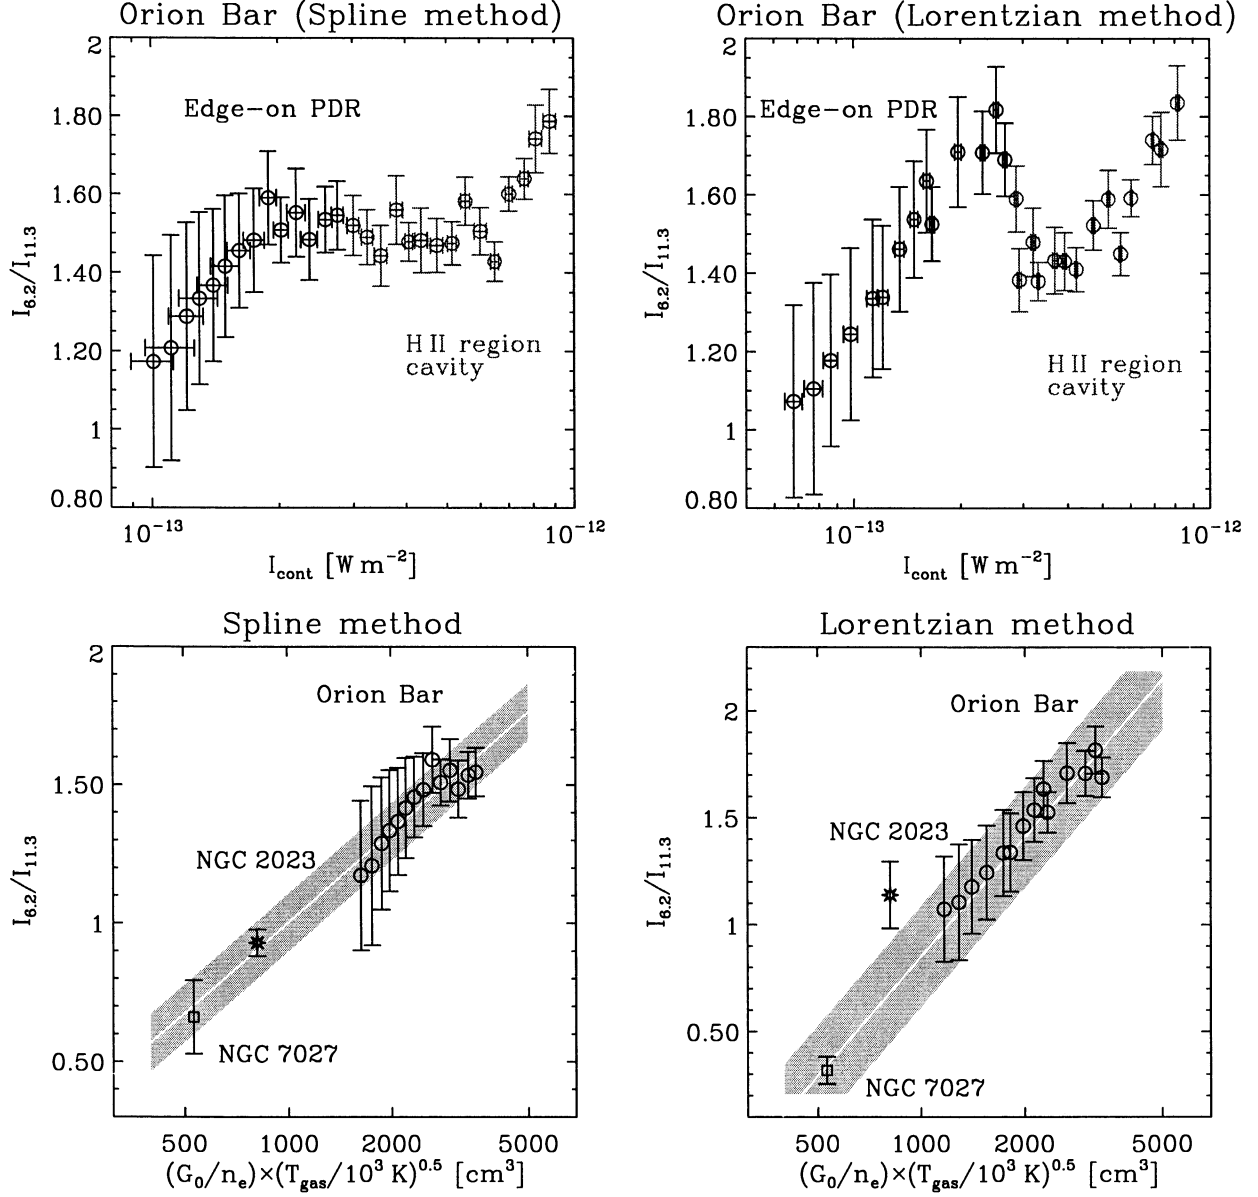 Orion Bar (Spline method)
2
1.80
1.60
1.40
1.20
1
0.80
I6.2/I11.3
Edge-on PDR
H II region
cavity
10−13
10−12
Icont [W m−2]
Orion Bar (Lorentzian method)
2
1.80
1.60
1.40
1.20
1
0.80
I6.2/I11.3
Edge-on PDR
H II region
cavity
10−13
10−12
Icont [W m−2]
Spline method
2
1.50
1
0.50
I6.2/I11.3
Orion Bar
NGC 2023
NGC 7027
500 1000 2000 5000
(G0/ne)×(Tgas/10³ K)0.5 [cm³]
Lorentzian method
2
1.5
1
0.50
I6.2/I11.3
Orion Bar
NGC 2023
NGC 7027
500 1000 2000 5000
(G0/ne)×(Tgas/10³ K)0.5 [cm³]